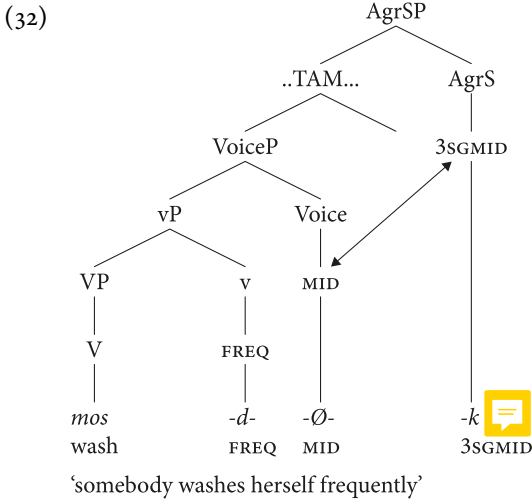 (32)
AgrSP
..TAM... AgrS
VoiceP 3SGMID
vP Voice
VP v MID
V FREQ
mos -d- -Ø- -k
wash FREQ MID 3SGMID
‘somebody washes herself frequently’